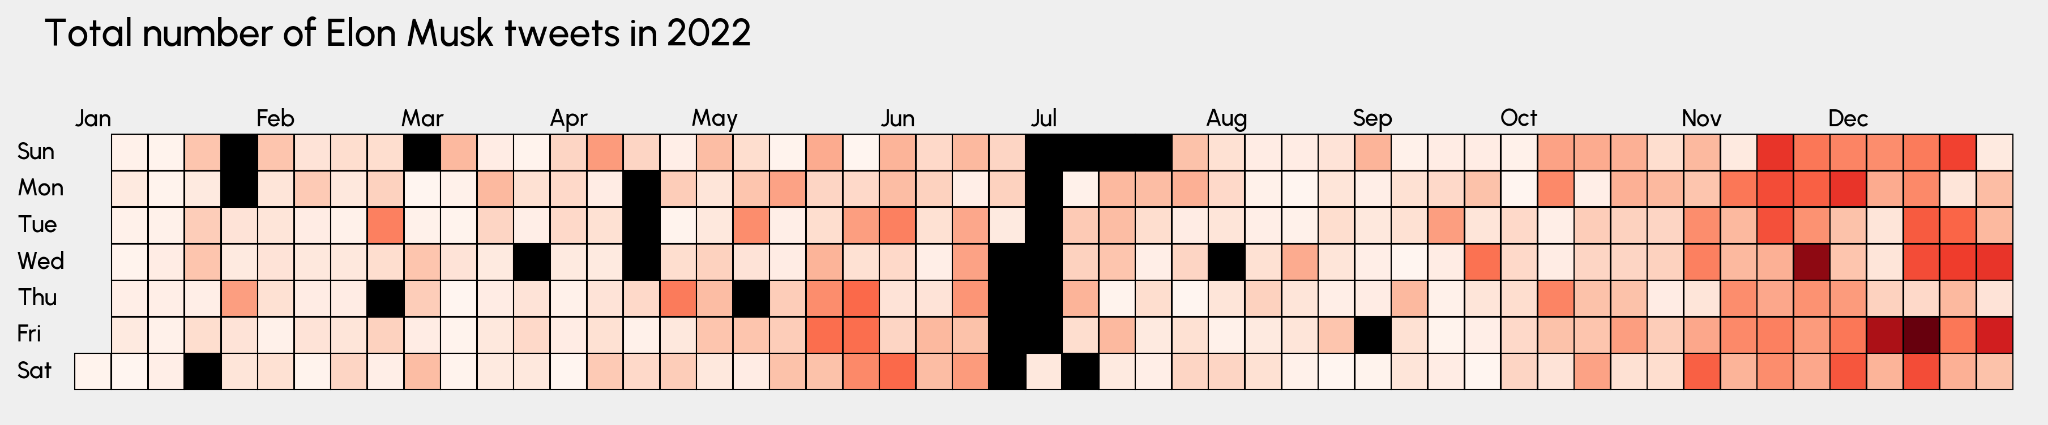 Total number of Elon Musk tweets in 2022
Jan Feb Mar Apr May Jun Jul Aug Sep Oct Nov Dec
Sun
Mon
Tue
Wed
Thu
Fri
Sat